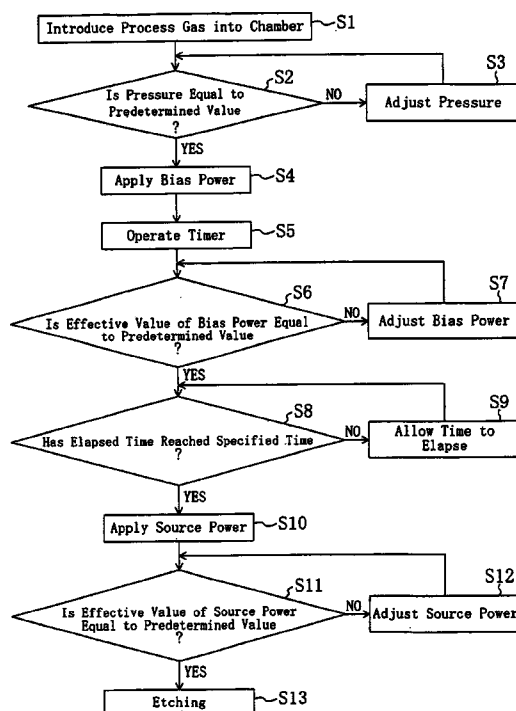 Introduce Process Gas into Chamber
S1
S2
S3
Is Pressure Equal to
Predetermined Value
?
NO
Adjust Pressure
YES
Apply Bias Power
S4
Operate Timer
S5
S6
S7
Is Effective Value of Bias Power Equal
to Predetermined Value
?
NO
Adjust Bias Power
YES
S8
S9
Has Elapsed Time Reached Specified Time
?
NO
Allow Time to
Elapse
YES
Apply Source Power
S10
S11
S12
Is Effective Value of Source Power
Equal to Predetermined Value
?
NO
Adjust Source Power
YES
Etching
S13